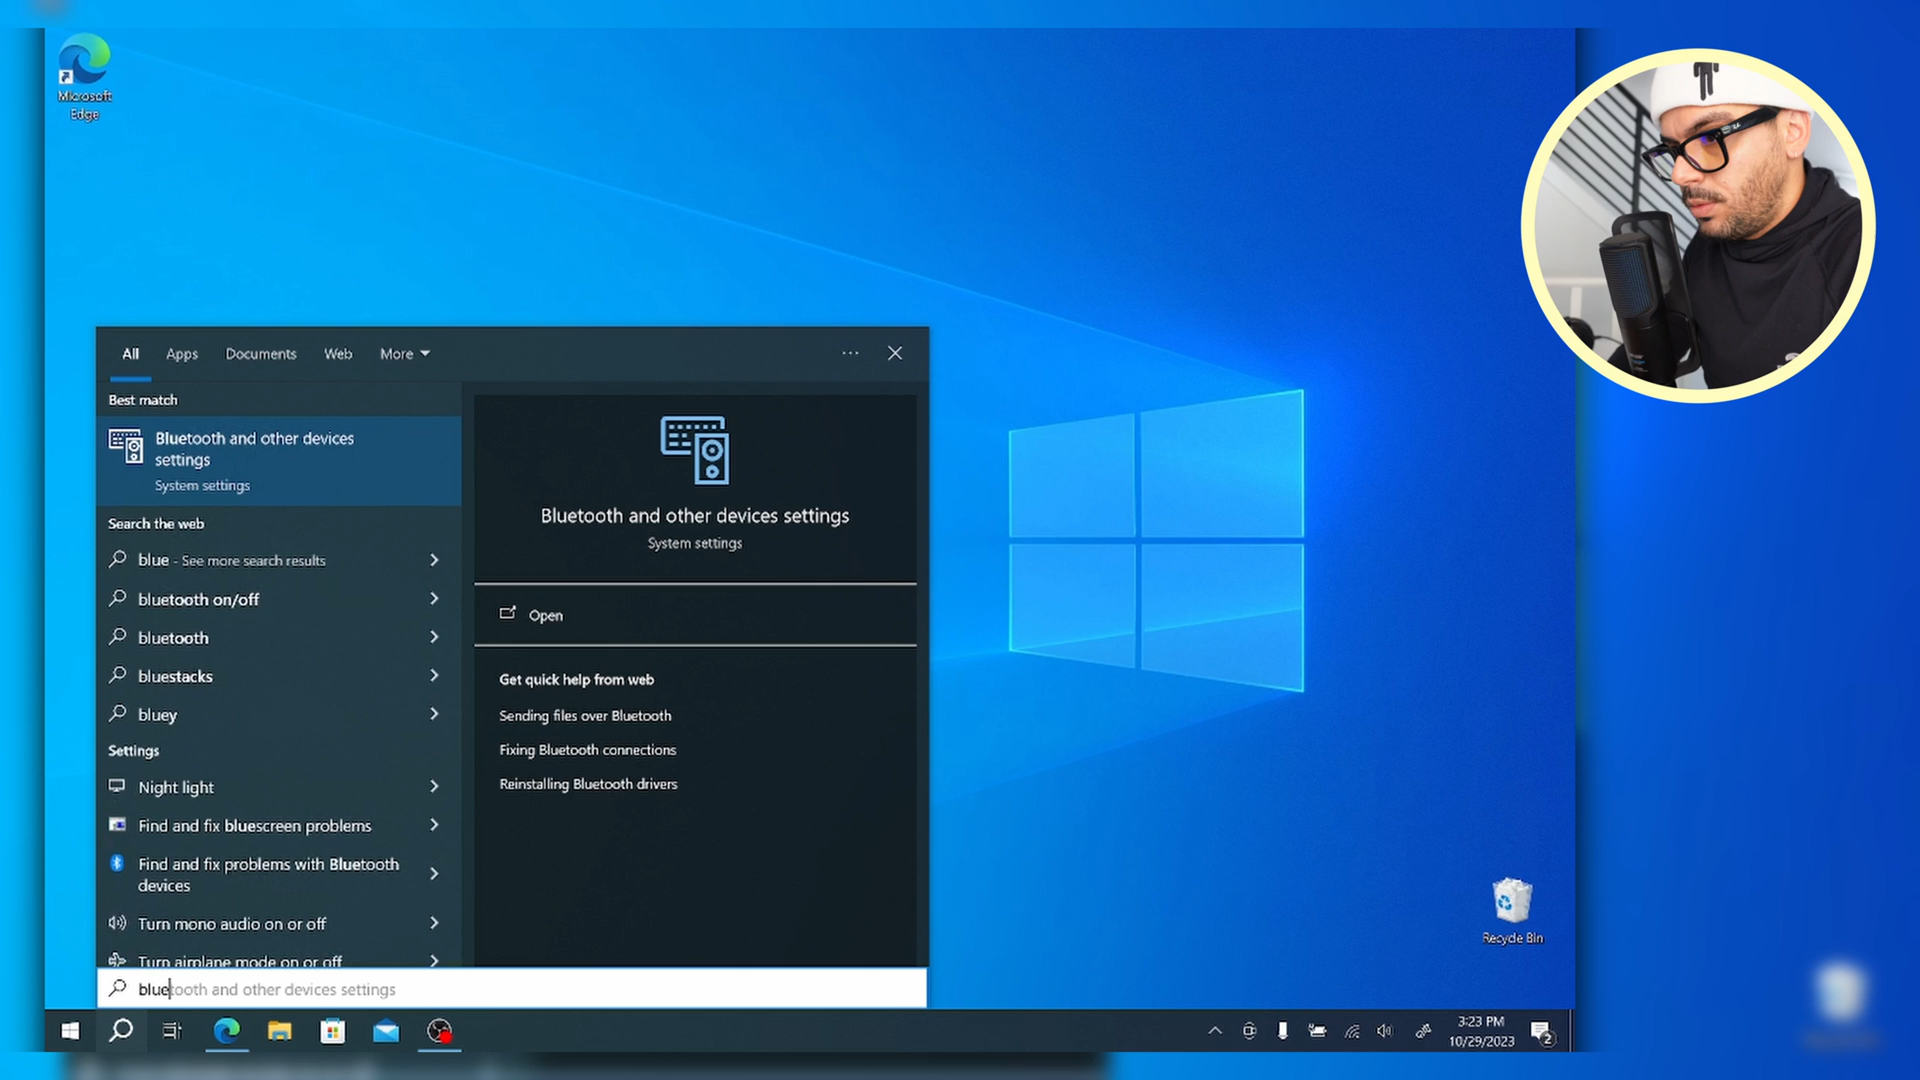 Microsoft
Edge
All Apps Documents Web More
Best match
Bluetooth and other devices
settings
System settings
Search the web
blue - See more search results
bluetooth on/off
bluetooth
bluestacks
bluey
Settings
Night light
Find and fix bluescreen problems
Find and fix problems with Bluetooth
devices
Turn mono audio on or off
Turn airplane mode on or off
bluetooth and other devices settings
Bluetooth and other devices settings
System settings
Open
Get quick help from web
Sending files over Bluetooth
Fixing Bluetooth connections
Reinstalling Bluetooth drivers
Recycle Bin
3:23 PM
10/29/2023
2